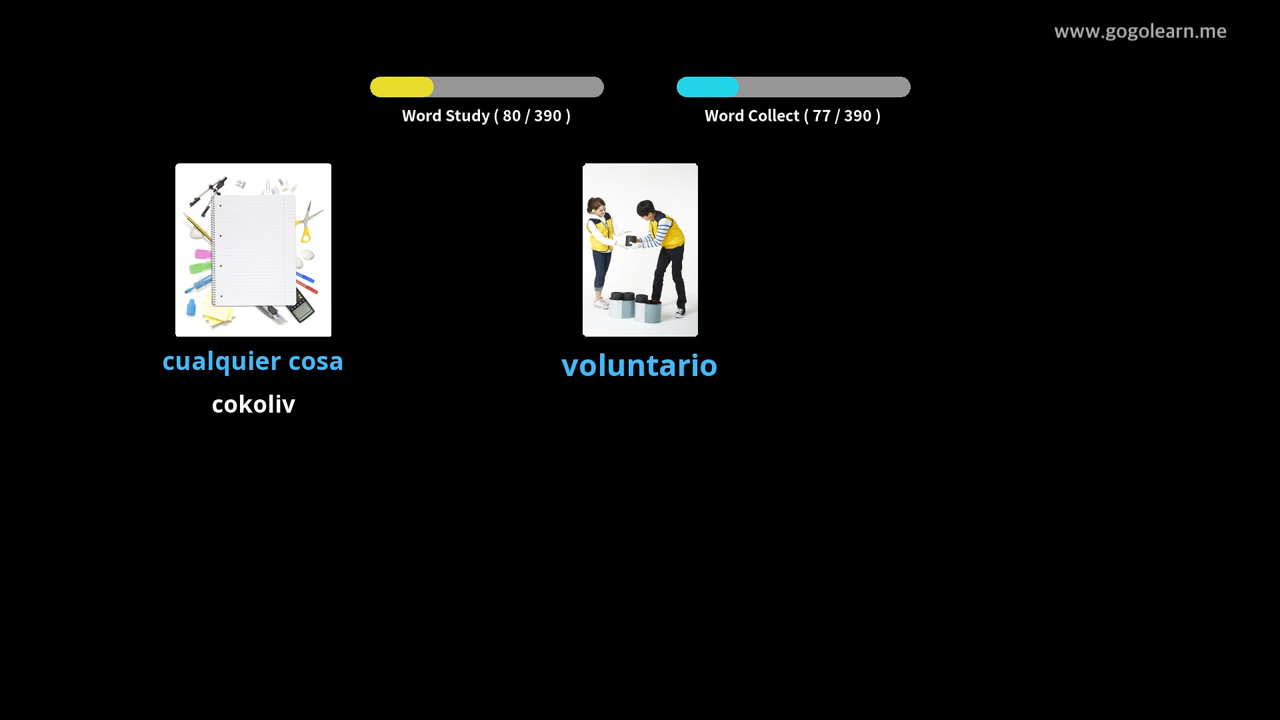 www.gogolearn.me
Word Study ( 80 / 390 )
Word Collect ( 77 / 390 )
cualquier cosa
voluntario
cokoliv